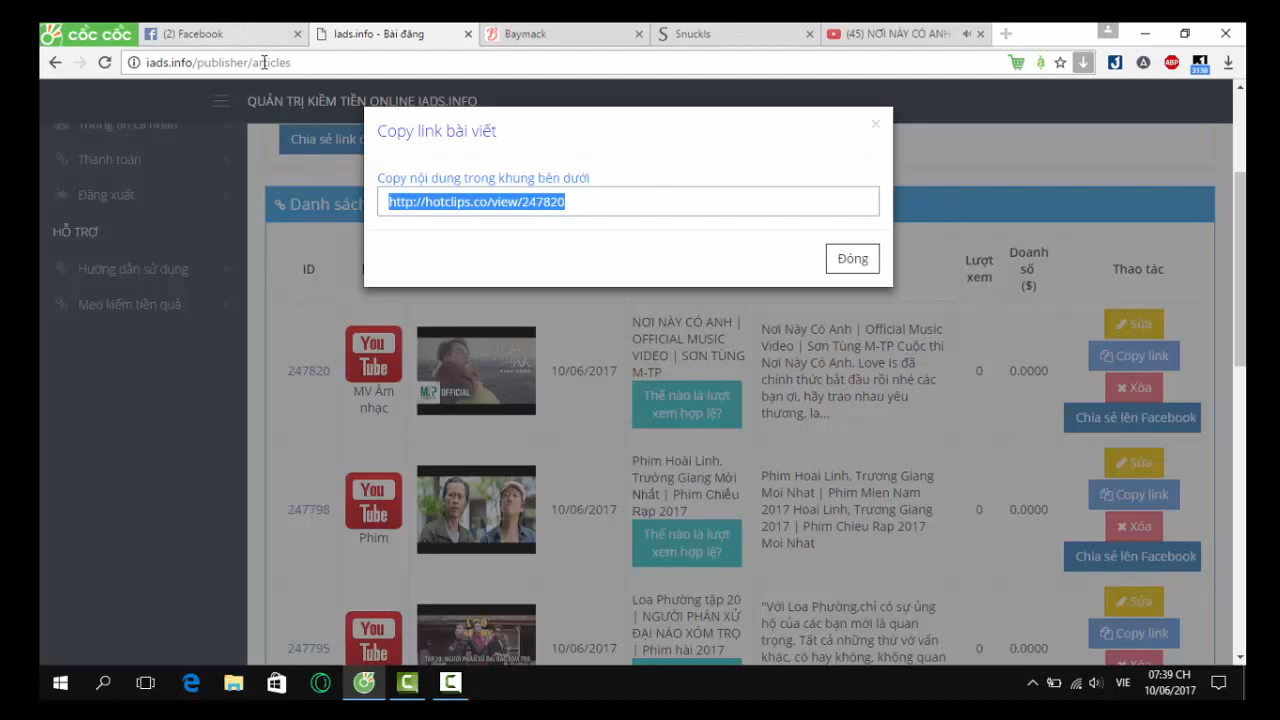 cốc cốc
(2) Facebook
Iads.info - Bài đăng
Baymack
Snuckls
(45) NƠI NÀY CÓ ANH
iads.info/publisher/articles
ABP
3138
QUẢN TRỊ KIẾM TIỀN ONLINE IADS.INFO
Thông tin cá nhân
Thanh toán
Đăng xuất
HỖ TRỢ
Hướng dẫn sử dụng
Mẹo kiếm tiền quả
Chia sẻ link
Copy link bài viết
×
Copy nội dung trong khung bên dưới
http://hotclips.co/view/247820
Đóng
Danh sách
ID
Lượt xem
Doanh số ($)
Thao tác
247820
You Tube
MV Âm nhạc
OFFICIAL
10/06/2017
NƠI NÀY CÓ ANH |
OFFICIAL MUSIC
VIDEO | SƠN TÙNG
M-TP
Thế nào là lượt
xem hợp lệ?
Nơi Này Có Anh | Official Music
Video | Sơn Tùng M-TP Cuộc thi
Nơi Này Có Anh. Love is đã
chính thức bắt đầu rồi nhé các
bạn ơi, hãy trao nhau yêu
thương, la...
0
0.0000
Sửa
Copy link
Xóa
Chia sẻ lên Facebook
247798
You Tube
Phim
10/06/2017
Phim Hoài Linh,
Trường Giang Mới
Nhất | Phim Chiếu
Rạp 2017
Thế nào là lượt
xem hợp lệ?
Phim Hoai Linh, Trương Giang
Moi Nhat | Phim Mien Nam
2017 Hoai Linh, Trương Giang
2017 | Phim Chieu Rap 2017
Moi Nhat
0
0.0000
Sửa
Copy link
Xóa
Chia sẻ lên Facebook
247795
You Tube
10/06/2017
Loa Phường tập 20
| NGƯỜI PHÁN XỬ
ĐẠI NÁO XÓM TRỌ
| Phim hài 2017
"Với Loa Phường,chỉ có sự ủng
hộ của các bạn mới là quan
trọng. Tất cả những thứ vớ vẩn
khác, có hay không, không quan
0
0.0000
Sửa
Copy link
Xóa
VIE
07:39 CH
10/06/2017